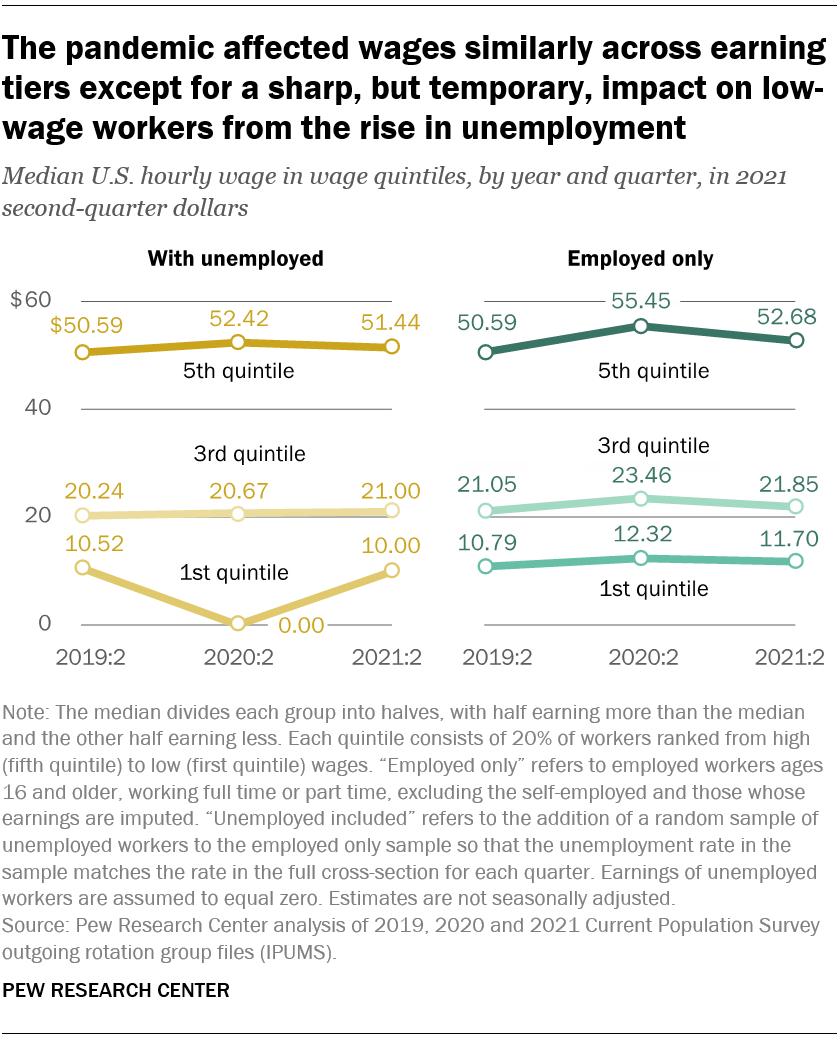 The pandemic affected wages similarly across earning
tiers except for a sharp, but temporary, impact on low-
wage workers from the rise in unemployment
Median U.S. hourly wage in wage quintiles, by year and quarter, in 2021
second-quarter dollars
With unemployed
$60
$50.59
52.42
51.44
5th quintile
40
3rd quintile
20.24
20.67
21.00
20
10.52
10.00
1st quintile
0
0.00
2019:2
2020:2
2021:2
Employed only
50.59
55.45
52.68
5th quintile
3rd quintile
21.05
23.46
21.85
10.79
12.32
11.70
1st quintile
2019:2
2020:2
2021:2
Note: The median divides each group into halves, with half earning more than the median
and the other half earning less. Each quintile consists of 20% of workers ranked from high
(fifth quintile) to low (first quintile) wages. “Employed only” refers to employed workers ages
16 and older, working full time or part time, excluding the self-employed and those whose
earnings are imputed. “Unemployed included” refers to the addition of a random sample of
unemployed workers to the employed only sample so that the unemployment rate in the
sample matches the rate in the full cross-section for each quarter. Earnings of unemployed
workers are assumed to equal zero. Estimates are not seasonally adjusted.
Source: Pew Research Center analysis of 2019, 2020 and 2021 Current Population Survey
outgoing rotation group files (IPUMS).
PEW RESEARCH CENTER